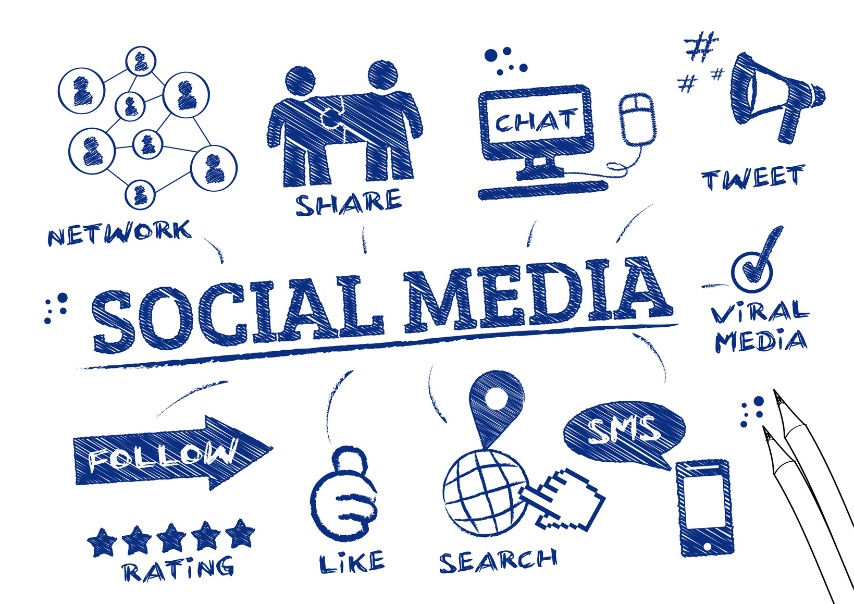 # # #
CHAT
TWEET
SHARE
NETWORK
SOCIAL MEDIA
ViRAL
MEDiA
FOLLOW
SMS
RATiNG
LiKE
SEARCH